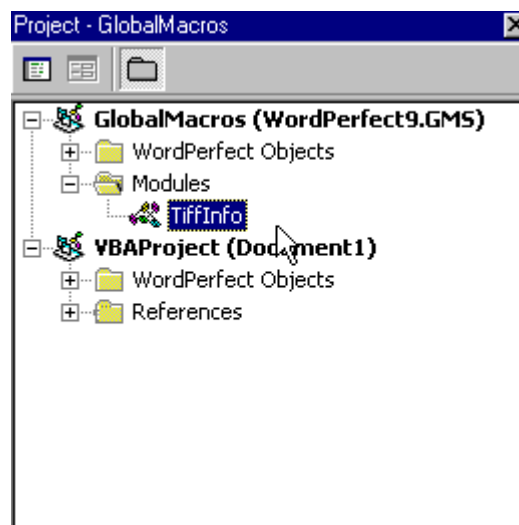 Project - GlobalMacros
GlobalMacros (WordPerfect9.GMS)
WordPerfect Objects
Modules
TiffInfo
VBAProject (Document1)
WordPerfect Objects
References